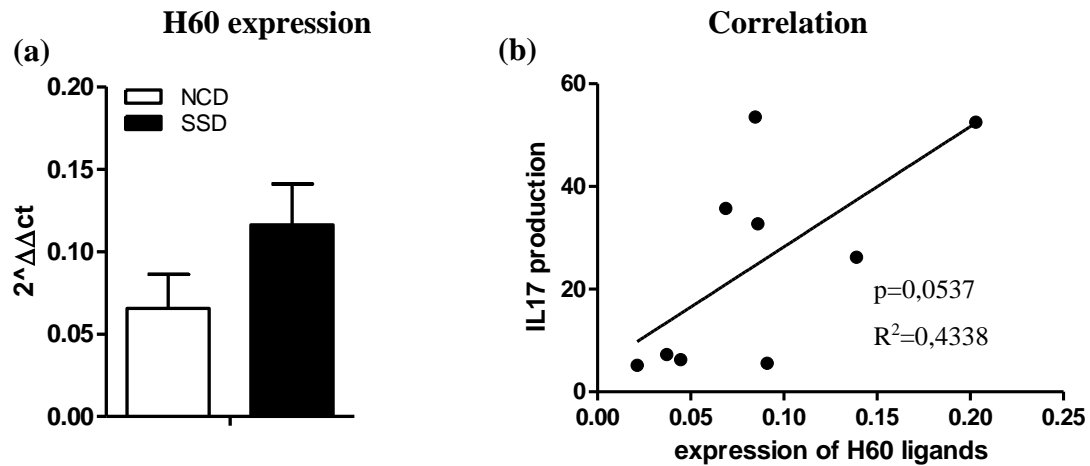 H60 expression
(a)
0.20
0.15
0.10
0.05
0.00
2^ΔΔct
NCD
SSD
Correlation
(b)
60
40
20
0
IL17 production
p=0,0537
R²=0,4338
0.00 0.05 0.10 0.15 0.20 0.25
expression of H60 ligands